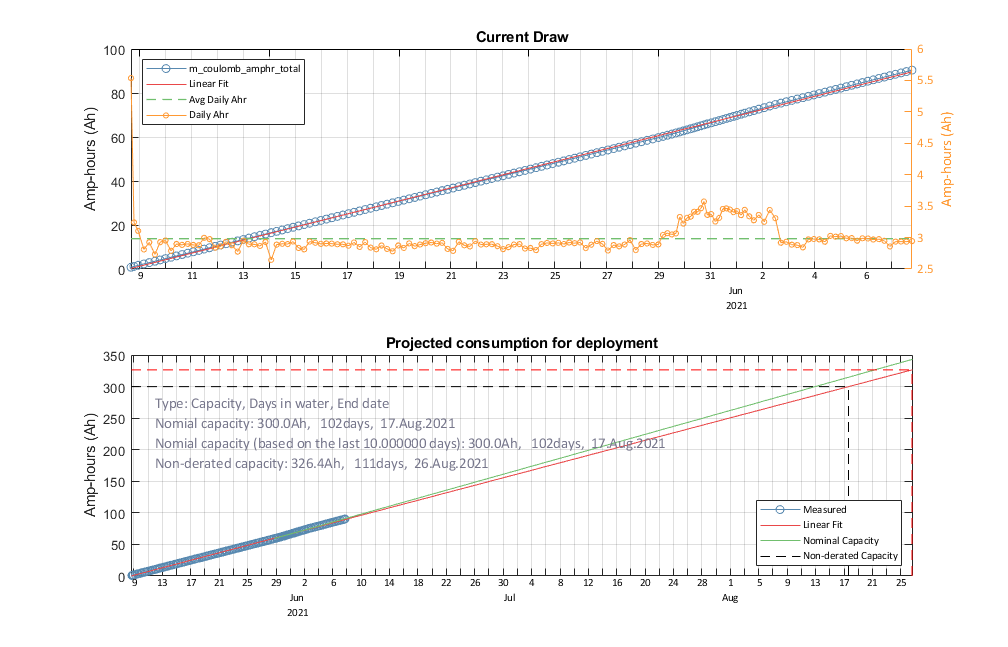 Current Draw
100
80
60
40
20
0
Amp-hours (Ah)
m_coulomb_amphr_total
Linear Fit
Avg Daily Ahr
Daily Ahr
6
5.5
5
4.5
4
3.5
3
2.5
Amp-hours (Ah)
9 11 13 15 17 19 21 23 25 27 29 31 2 4 6
Jun
2021
Projected consumption for deployment
350
300
250
200
150
100
50
0
Amp-hours (Ah)
Type: Capacity, Days in water, End date
Nomial capacity: 300.0Ah, 102days, 17.Aug.2021
Nomial capacity (based on the last 10.000000 days): 300.0Ah, 102days, 17.Aug.2021
Non-derated capacity: 326.4Ah, 111days, 26.Aug.2021
Measured
Linear Fit
Nominal Capacity
Non-derated Capacity
9 13 17 21 25 29 2 6 10 14 18 22 26 30 4 8 12 16 20 24 28 1 5 9 13 17 21 25
Jun Jul Aug
2021